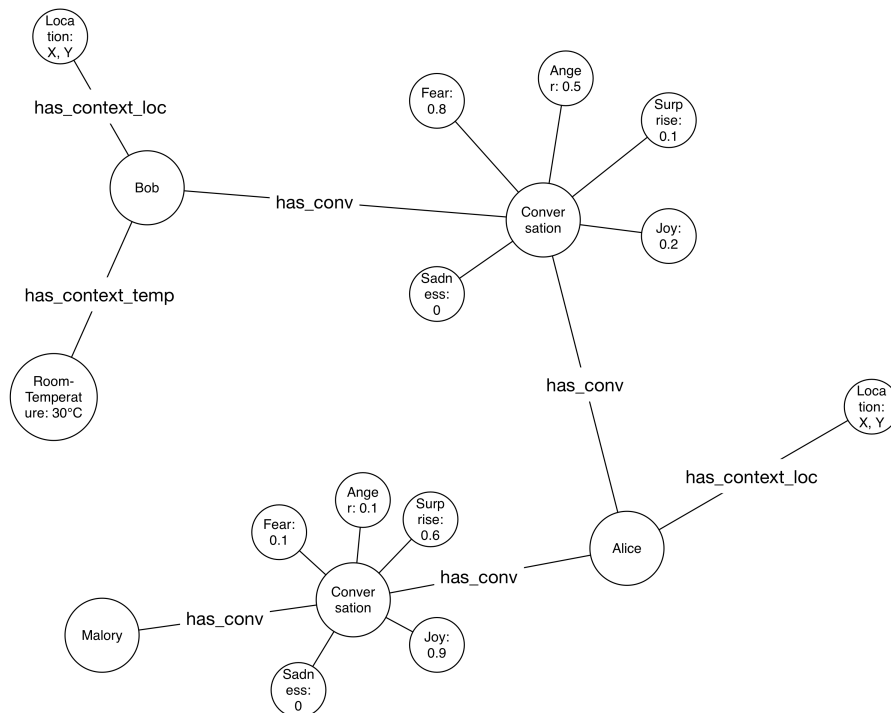 Loca
tion:
X, Y
has_context_loc
Bob
has_context_temp
Room-
Temperat
ure: 30°C
has_conv
Fear:
0.8
Ange
r: 0.5
Surp
rise:
0.1
Conver
sation
Joy:
0.2
Sadn
ess:
0
has_conv
Loca
tion:
X, Y
has_context_loc
Alice
has_conv
Fear:
0.1
Ange
r: 0.1
Surp
rise:
0.6
Conver
sation
Joy:
0.9
Sadn
ess:
0
has_conv
Malory